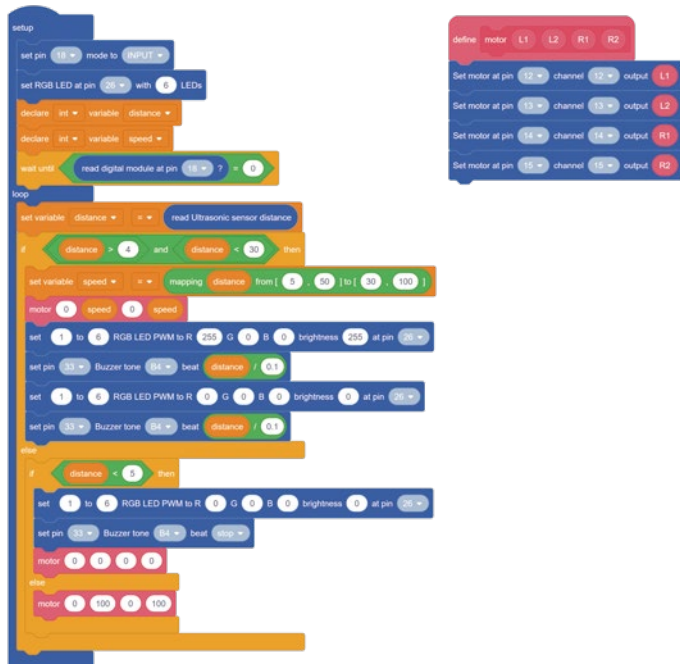 setup
set pin 18 mode to INPUT
set RGB LED at pin 26 with 6 LEDs
declare int variable distance
declare int variable speed
wait until read digital module at pin 18 ? = 0
loop
set variable distance = read Ultrasonic sensor distance
if distance > 4 and distance < 30 then
set variable speed = mapping distance from [ 5 , 50 ] to [ 30 , 100 ]
motor 0 speed 0 speed
set 1 to 6 RGB LED PWM to R 255 G 0 B 0 brightness 255 at pin 26
set pin 33 Buzzer tone B4 beat distance / 0.1
set 1 to 6 RGB LED PWM to R 0 G 0 B 0 brightness 0 at pin 26
set pin 33 Buzzer tone B4 beat distance / 0.1
else
if distance < 5 then
set 1 to 6 RGB LED PWM to R 0 G 0 B 0 brightness 0 at pin 26
set pin 33 Buzzer tone B4 beat stop
motor 0 0 0 0
else
motor 0 100 0 100
define motor L1 L2 R1 R2
Set motor at pin 12 channel 12 output L1
Set motor at pin 13 channel 13 output L2
Set motor at pin 14 channel 14 output R1
Set motor at pin 15 channel 15 output R2